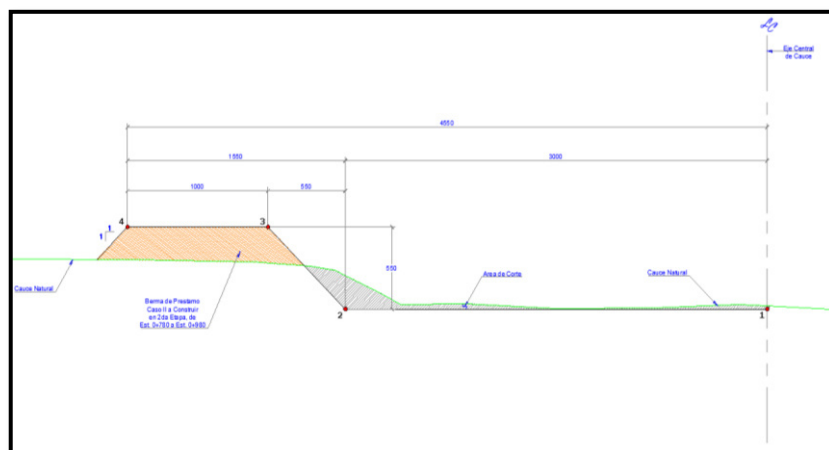 Eje Central
de Cauce
4550
1550
3000
1000
550
4
3
1
1
550
Cauce Natural
Area de Corte
Cauce Natural
Berma de Prestamo
Caso II a Construir
en 2da Etapa, de
Est. 0+780 a Est. 0+980
2
1